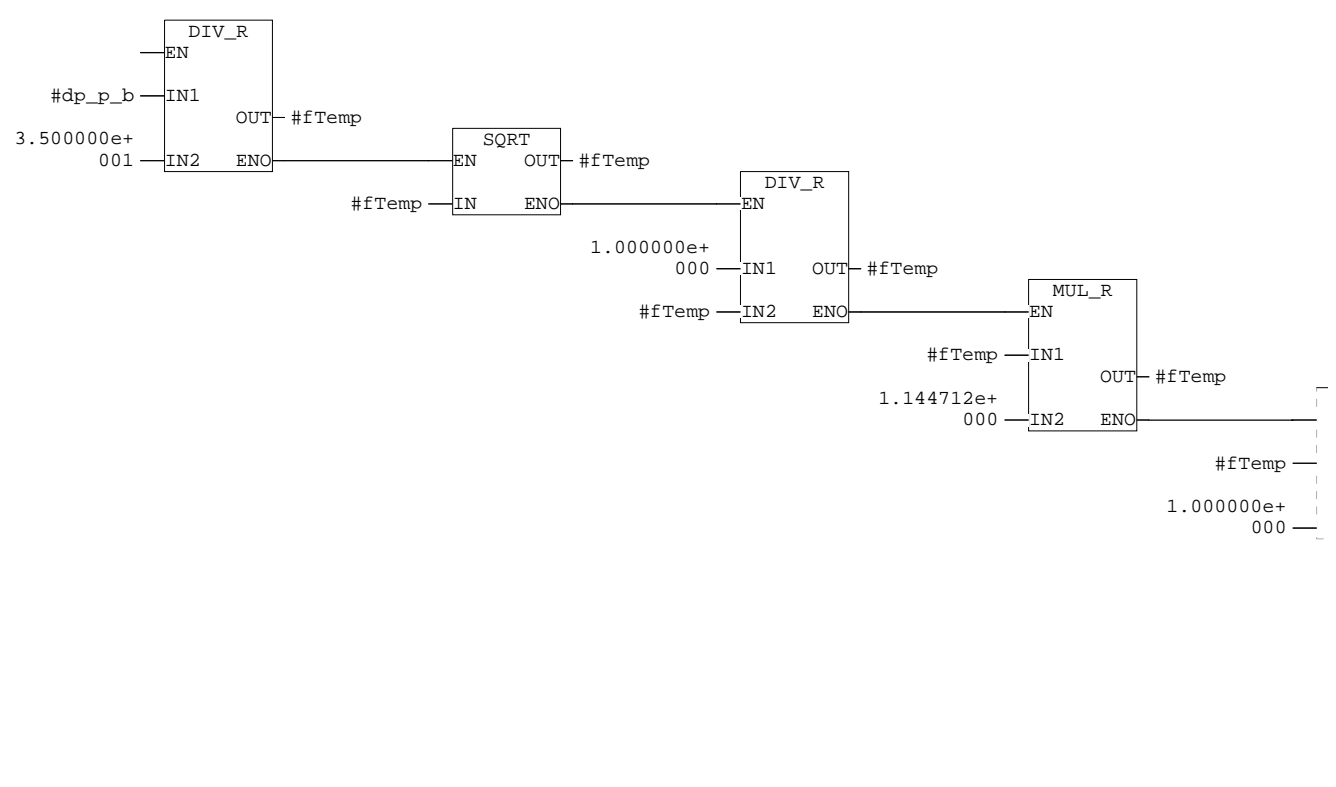 DIV_R
EN
#dp_p_b IN1
OUT #fTemp
3.500000e+
001 IN2 ENO
SQRT
EN OUT #fTemp
#fTemp IN ENO
DIV_R
EN
1.000000e+
000 IN1 OUT #fTemp
#fTemp IN2 ENO
MUL_R
EN
#fTemp IN1
OUT #fTemp
1.144712e+
000 IN2 ENO
#fTemp
1.000000e+
000